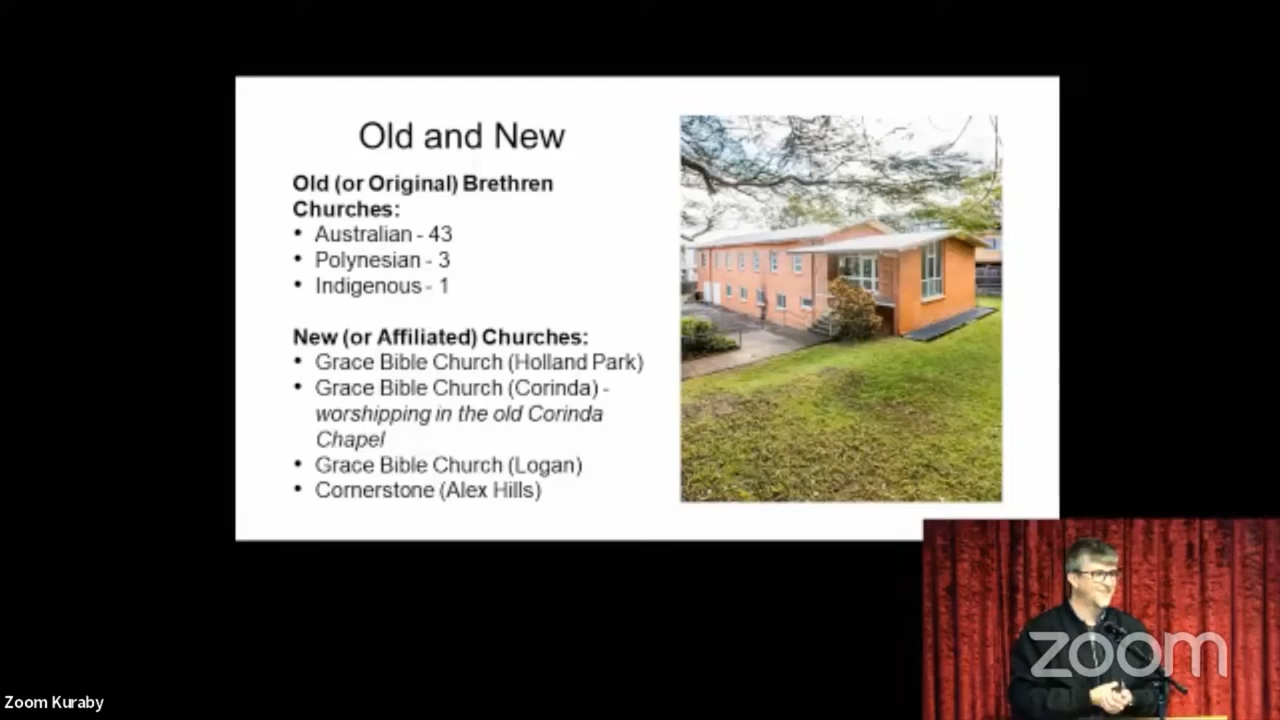 Old and New
Old (or Original) Brethren
Churches:
• Australian - 43
• Polynesian - 3
• Indigenous - 1
New (or Affiliated) Churches:
• Grace Bible Church (Holland Park)
• Grace Bible Church (Corinda) -
worshipping in the old Corinda
Chapel
• Grace Bible Church (Logan)
• Cornerstone (Alex Hills)
zoom
Zoom Kuraby